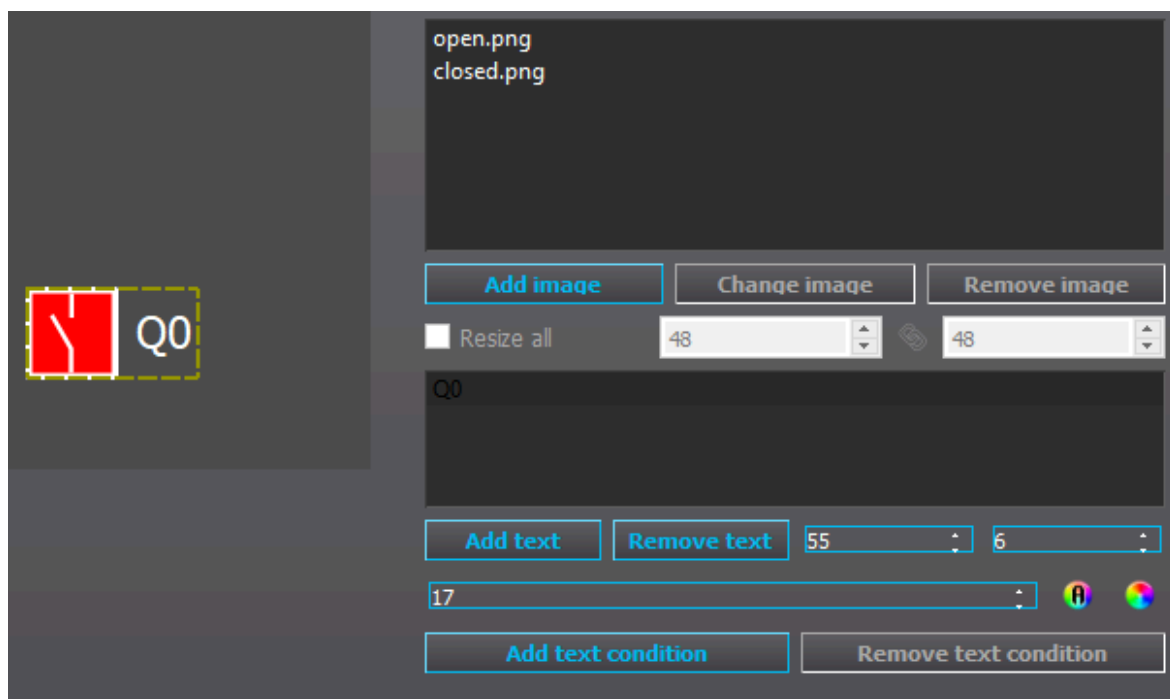 open.png
closed.png
Add image Change image Remove image
Q0
Resize all 48 48
Q0
Add text Remove text 55 6
17 A
Add text condition Remove text condition